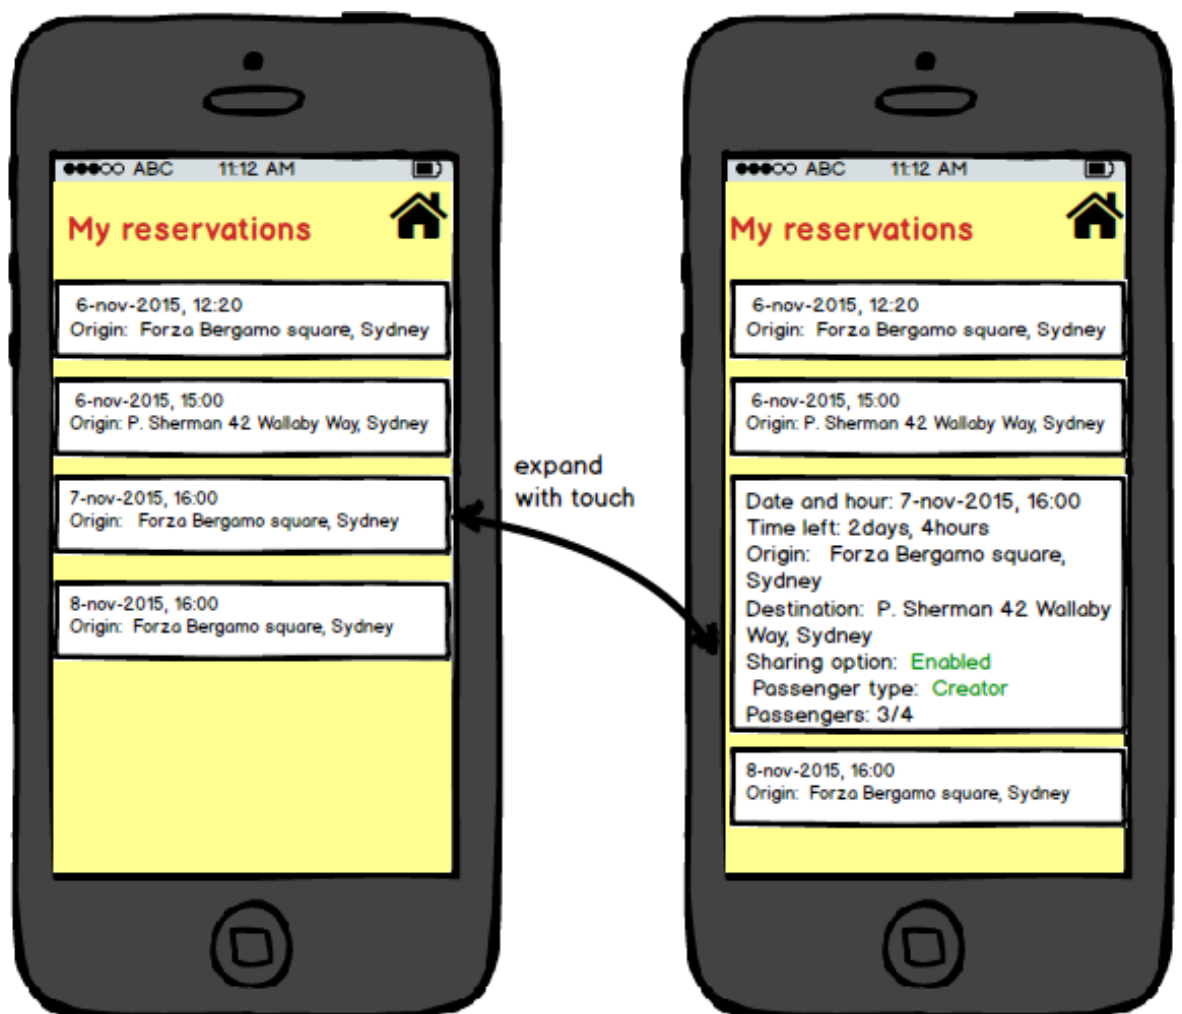 ABC 11:12 AM
My reservations
6-nov-2015, 12:20
Origin: Forza Bergamo square, Sydney
6-nov-2015, 15:00
Origin: P. Sherman 42 Wallaby Way, Sydney
7-nov-2015, 16:00
Origin: Forza Bergamo square, Sydney
8-nov-2015, 16:00
Origin: Forza Bergamo square, Sydney
expand
with touch
ABC 11:12 AM
My reservations
6-nov-2015, 12:20
Origin: Forza Bergamo square, Sydney
6-nov-2015, 15:00
Origin: P. Sherman 42 Wallaby Way, Sydney
Date and hour: 7-nov-2015, 16:00
Time left: 2days, 4hours
Origin: Forza Bergamo square,
Sydney
Destination: P. Sherman 42 Wallaby
Way, Sydney
Sharing option: Enabled
Passenger type: Creator
Passengers: 3/4
8-nov-2015, 16:00
Origin: Forza Bergamo square, Sydney